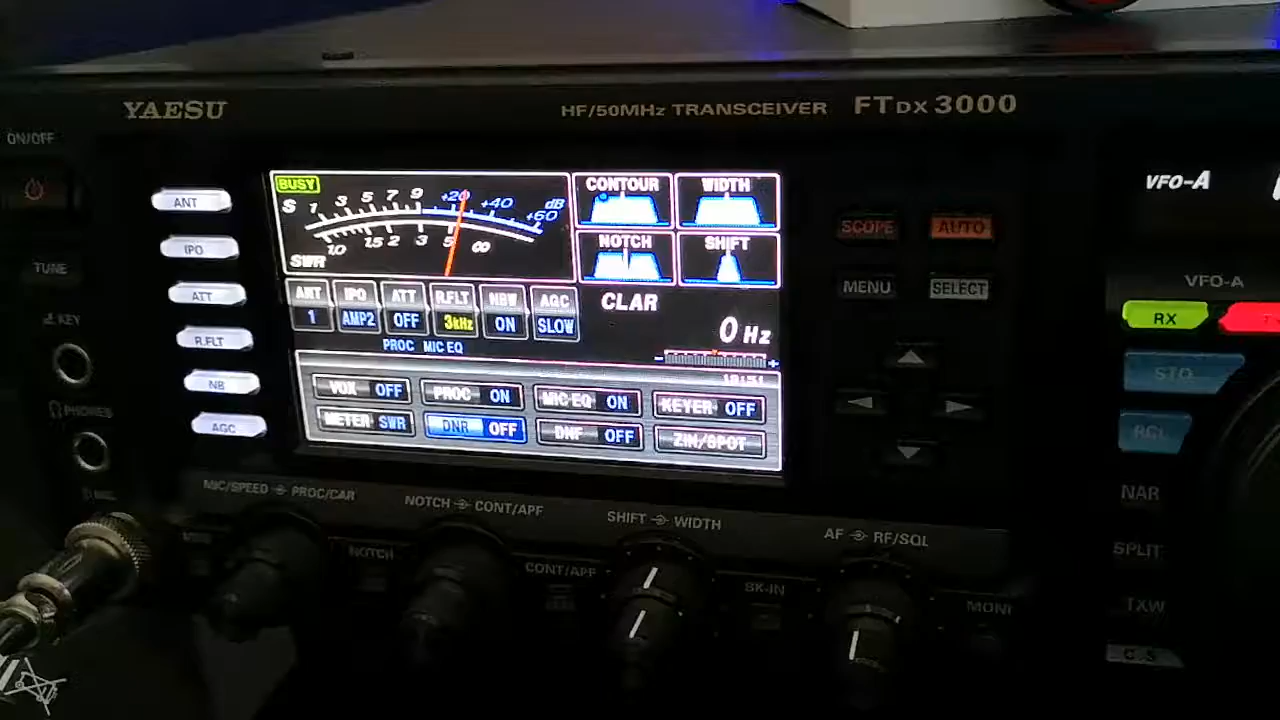 YAESU
HF/50MHz TRANSCEIVER FTDX 3000
ON/OFF
TUNE
KEY
PHONES
ANT
IPO
ATT
R.FLT
NB
AGC
BUSY
S 1 3 5 7 9 +20 +40 +60 dB
1.0 1.5 2 3 5 ∞
SWR
CONTOUR WIDTH
NOTCH SHIFT
ANT IPO ATT R.FLT NBW AGC
1 AMP2 OFF 3kHz ON SLOW
PROC MIC EQ
CLAR
0 Hz
VOX OFF PROC ON MIC EQ ON KEYER OFF
METER SWR DNR OFF DNF OFF ZIN/SPOT
SCOPE AUTO
MENU SELECT
VFO-A
VFO-A
RX
STO
RCL
NAR
SPLIT
TXW
C.S
MIC/SPEED PROC/CAR
NOTCH CONT/APF
SHIFT WIDTH
AF RF/SQL
NOTCH
CONT/APF
MONI